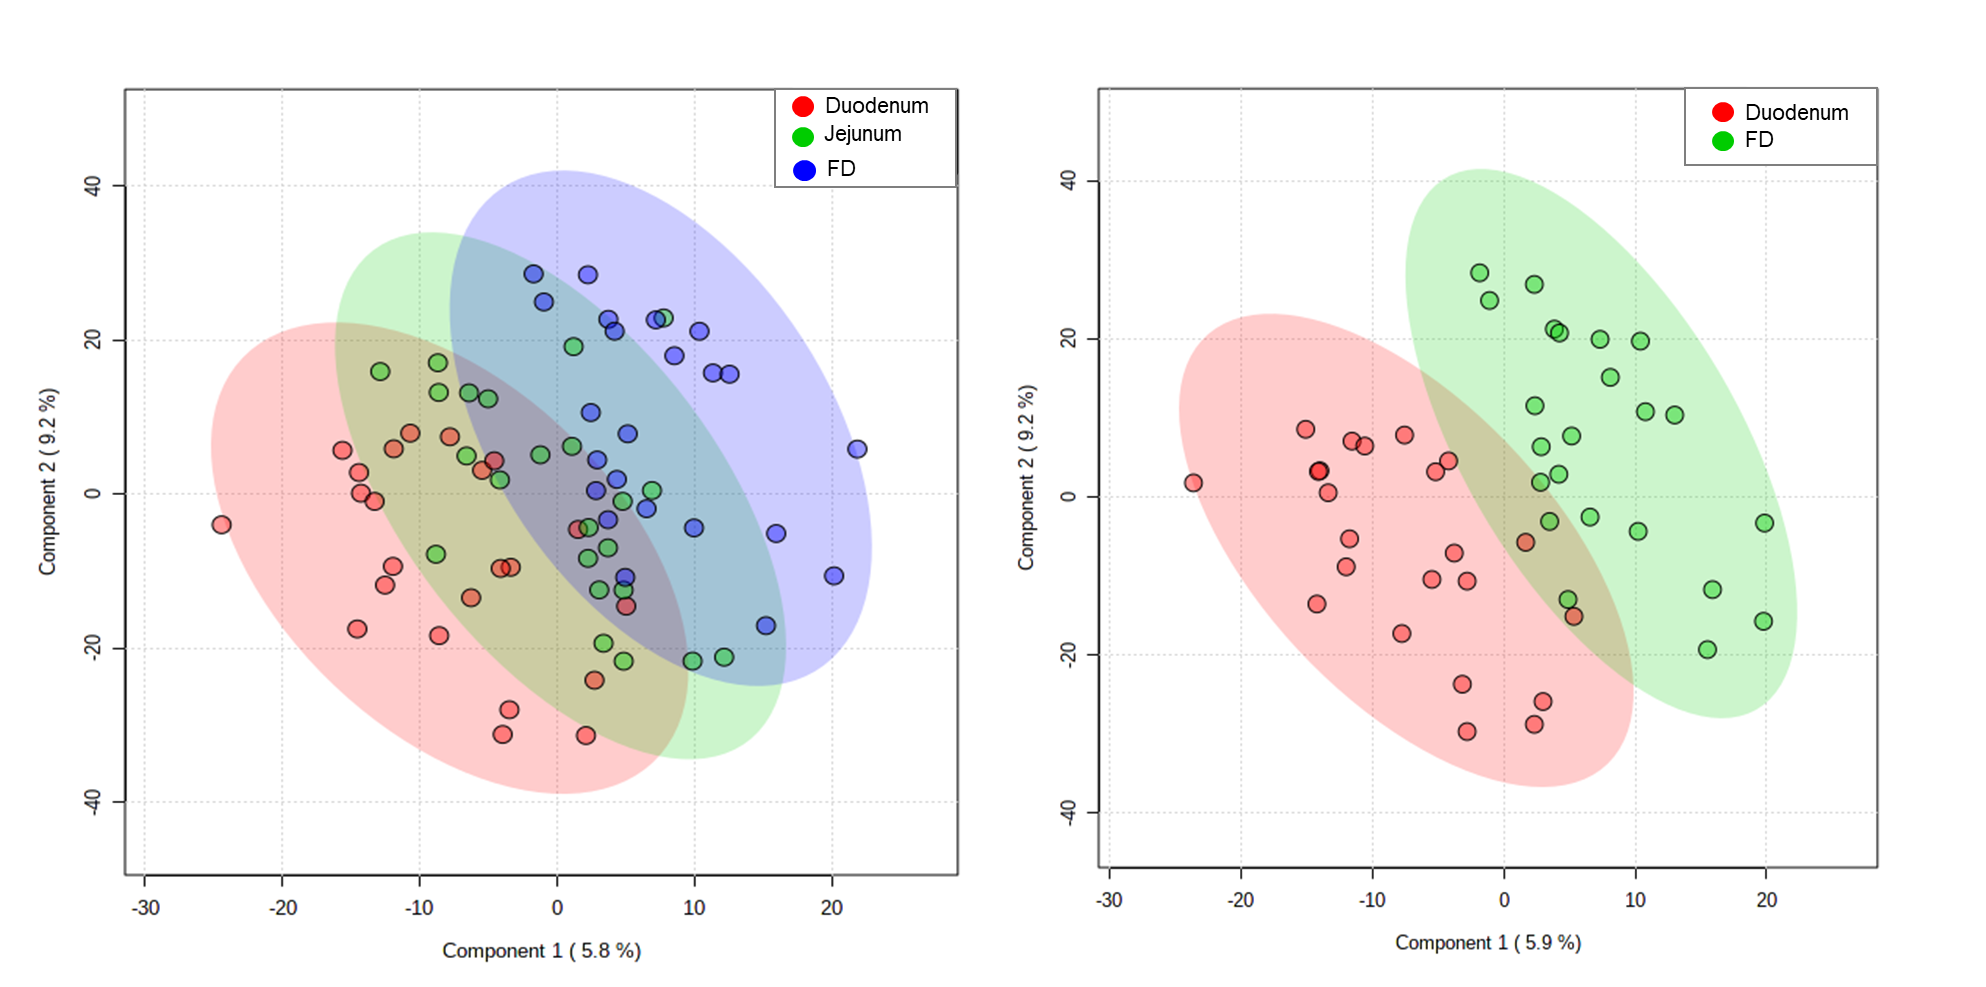 Duodenum
Jejunum
FD
40
20
0
-20
-40
Component 2 ( 9.2 %)
-30 -20 -10 0 10 20
Component 1 ( 5.8 %)
Duodenum
FD
40
20
0
-20
-40
Component 2 ( 9.2 %)
-30 -20 -10 0 10 20
Component 1 ( 5.9 %)